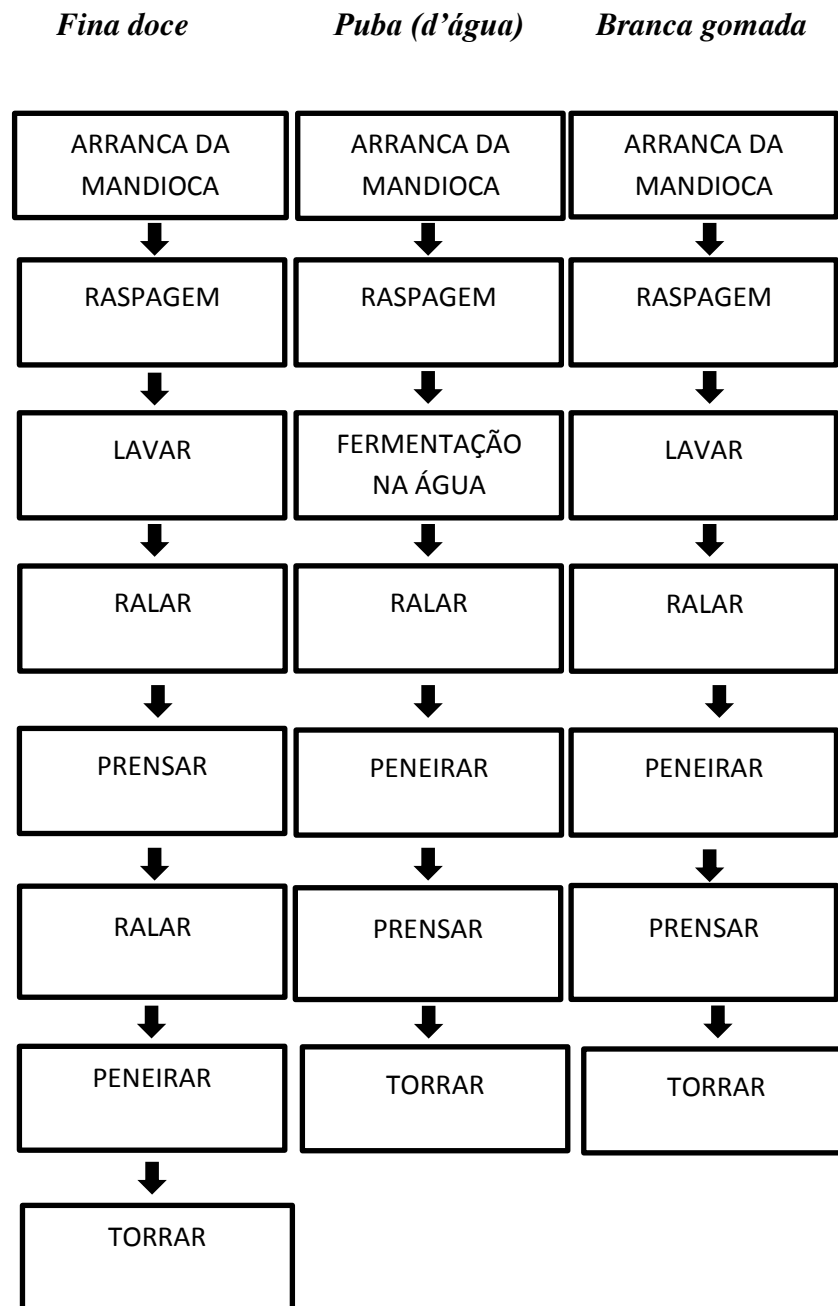 Fina doce
Puba (d’água)
Branca gomada
ARRANCA DA
MANDIOCA
RASPAGEM
LAVAR
RALAR
PRENSAR
RALAR
PENEIRAR
TORRAR
ARRANCA DA
MANDIOCA
RASPAGEM
FERMENTAÇÃO
NA ÁGUA
RALAR
PENEIRAR
PRENSAR
TORRAR
ARRANCA DA
MANDIOCA
RASPAGEM
LAVAR
RALAR
PENEIRAR
PRENSAR
TORRAR